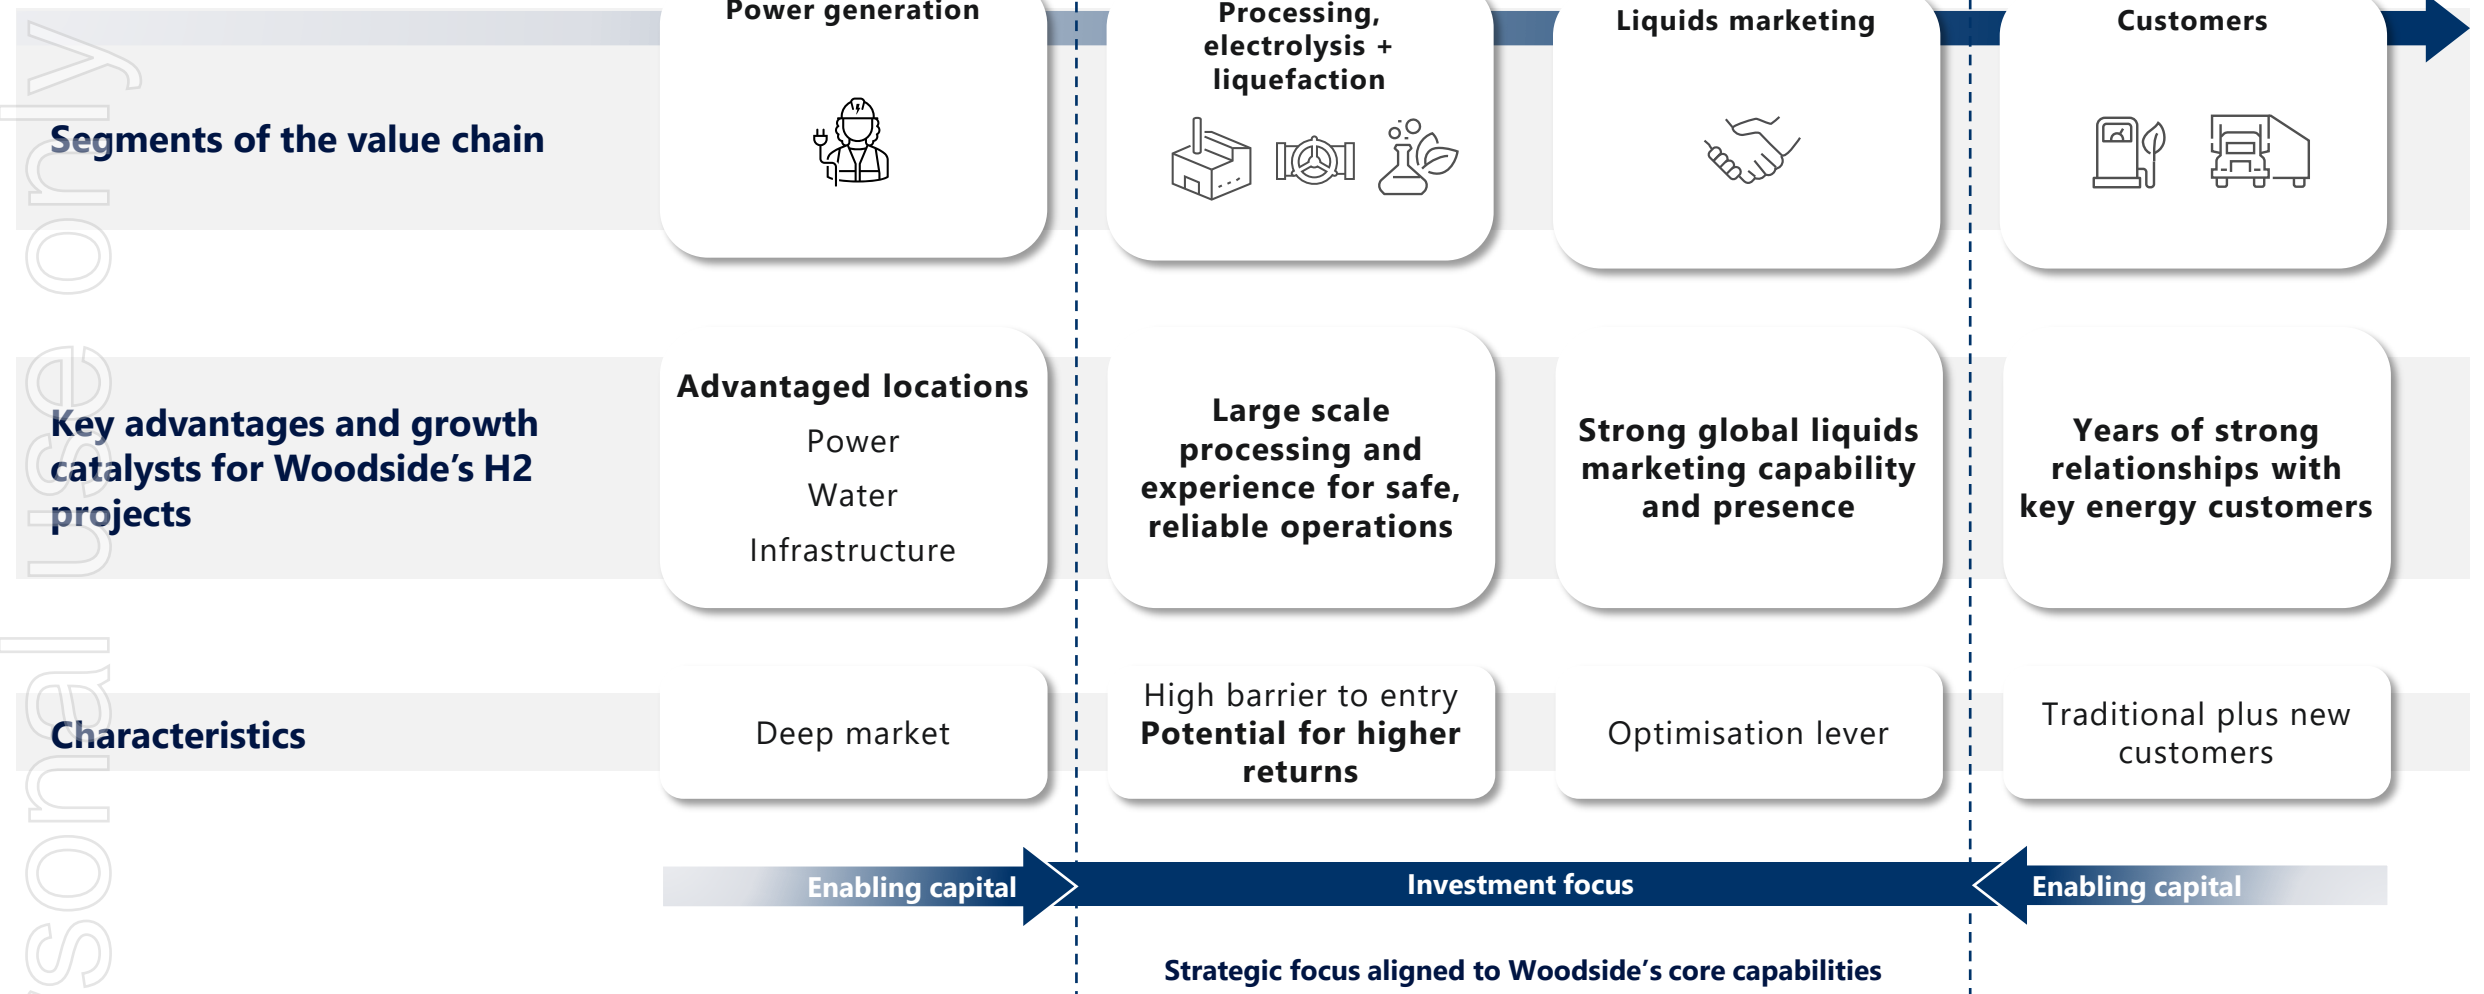 Power generation
Processing,
electrolysis +
liquefaction
Liquids marketing
Customers
Segments of the value chain
Key advantages and growth
catalysts for Woodside's H2
projects
Advantaged locations
Power
Water
Infrastructure
Large scale
processing and
experience for safe,
reliable operations
Strong global liquids
marketing capability
and presence
Years of strong
relationships with
key energy customers
Characteristics
Deep market
High barrier to entry
Potential for higher
returns
Optimisation lever
Traditional plus new
customers
Enabling capital
Investment focus
Enabling capital
Strategic focus aligned to Woodside's core capabilities
sonal use only